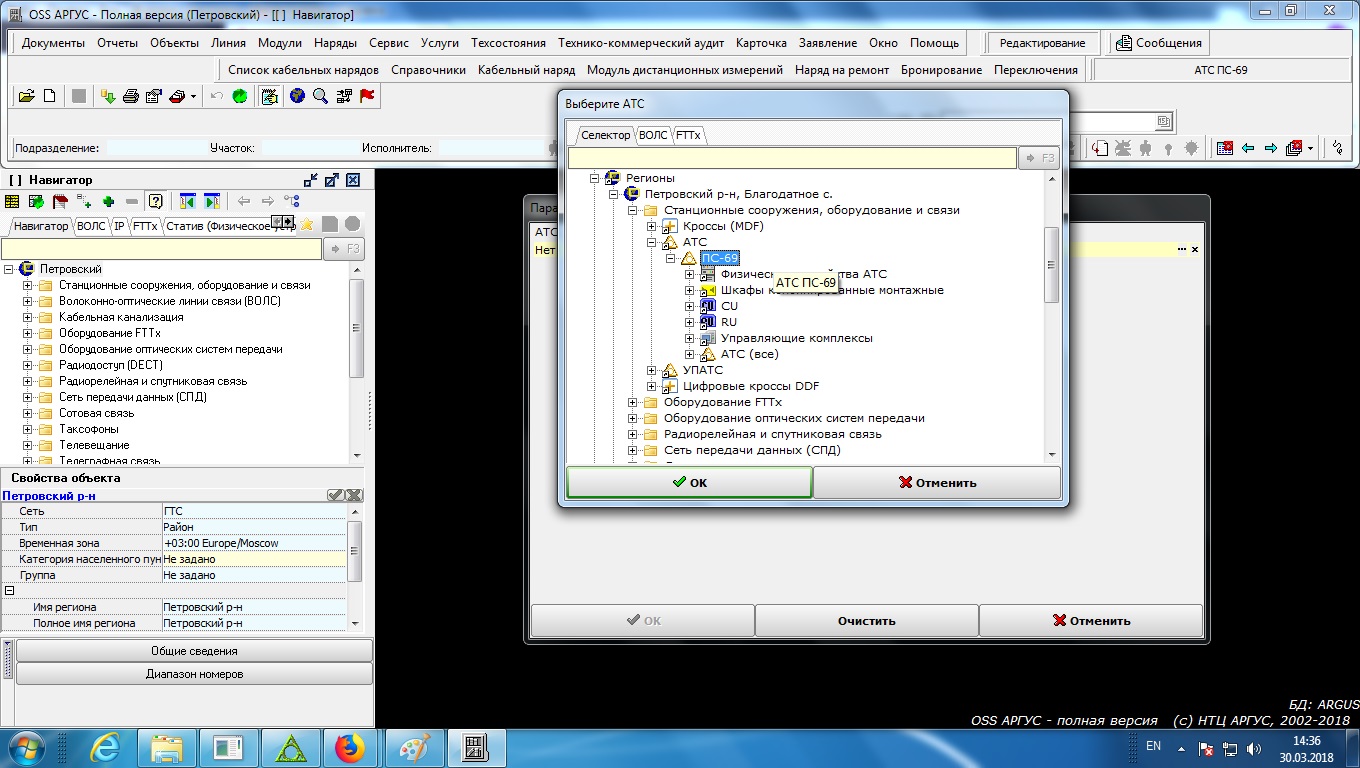 OSS АРГУС - Полная версия (Петровский) - [[ ] Навигатор]
Документы Отчеты Объекты Линия Модули Наряды Сервис Услуги Техсостояния Технико-коммерческий аудит Карточка Заявление Окно Помощь Редактирование Сообщения
Список кабельных нарядов Справочники Кабельный наряд Модуль дистанционных измерений Наряд на ремонт Бронирование Переключения АТС ПС-69
Подразделение: Участок: Исполнитель:
[ ] Навигатор
Навигатор ВОЛС IP FTTx Статив (Физическое
F3
Петровский
Станционные сооружения, оборудование и связи
Волоконно-оптические линии связи (ВОЛС)
Кабельная канализация
Оборудование FTTx
Оборудование оптических систем передачи
Радиодоступ (DECT)
Радиорелейная и спутниковая связь
Сеть передачи данных (СПД)
Сотовая связь
Таксофоны
Телевещание
Телеграфная связь
Свойства объекта
Петровский р-н
Сеть ГТС
Тип Район
Временная зона +03:00 Europe/Moscow
Категория населенного пун Не задано
Группа Не задано
Имя региона Петровский р-н
Полное имя региона Петровский р-н
Общие сведения
Диапазон номеров
Пара
АТС
Нет
Выберите АТС
Селектор ВОЛС FTTx
F3
Регионы
Петровский р-н, Благодатное с.
Станционные сооружения, оборудование и связи
Кроссы (MDF)
АТС
ПС-69
АТС
АТС ПС-69
Шкафы монтажные
CU
RU
Управляющие комплексы
АТС (все)
УПАТС
Цифровые кроссы DDF
Оборудование FTTx
Оборудование оптических систем передачи
Радиорелейная и спутниковая связь
Сеть передачи данных (СПД)
ОК Отменить
ОК Очистить Отменить
БД: ARGUS
OSS АРГУС - полная версия (c) НТЦ АРГУС, 2002-2018
EN
14:36
30.03.2018